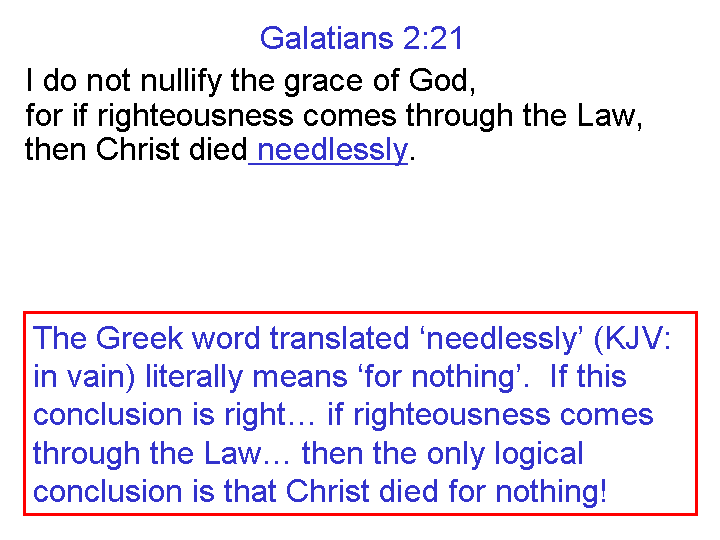 Galatians 2:21
I do not nullify the grace of God,
for if righteousness comes through the Law,
then Christ died needlessly.
The Greek word translated ‘needlessly’ (KJV:
in vain) literally means ‘for nothing’.  If this
conclusion is right… if righteousness comes
through the Law… then the only logical
conclusion is that Christ died for nothing!